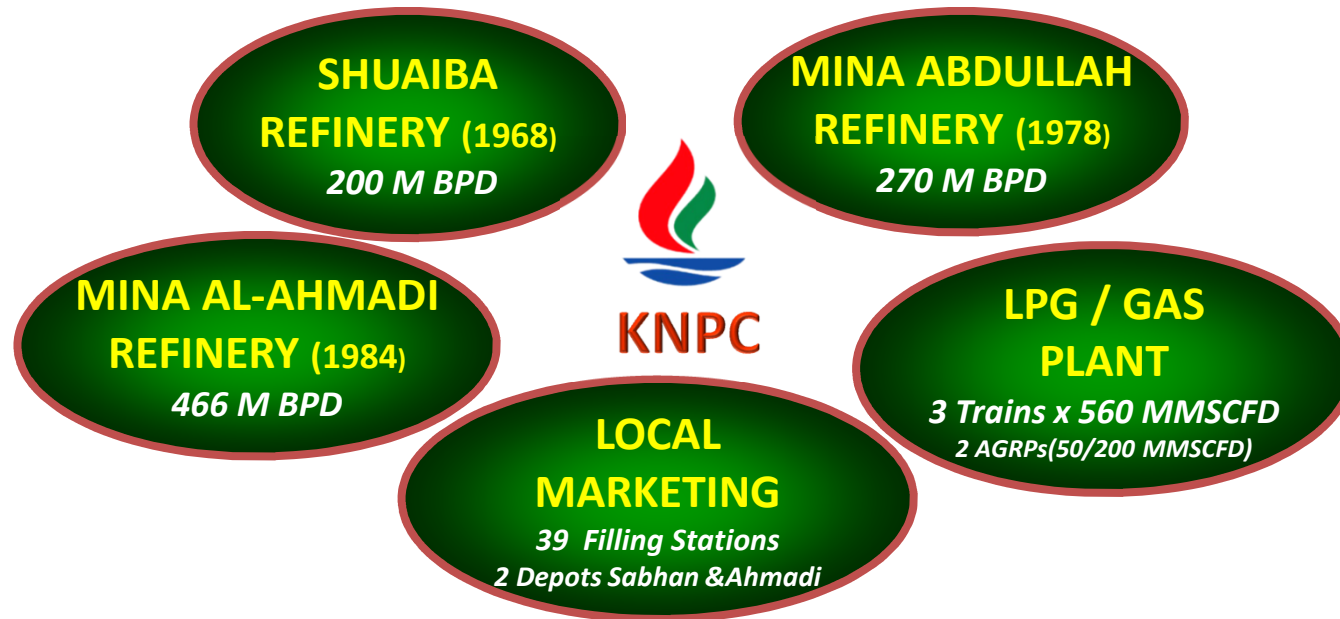 SHUAIBA
REFINERY (1968)
200 M BPD
MINA ABDULLAH
REFINERY (1978)
270 M BPD
MINA AL-AHMADI
REFINERY (1984)
466 M BPD
KNPC
LPG / GAS
PLANT
3 Trains x 560 MMSCFD
2 AGRPs(50/200 MMSCFD)
LOCAL
MARKETING
39 Filling Stations
2 Depots Sabhan &Ahmadi